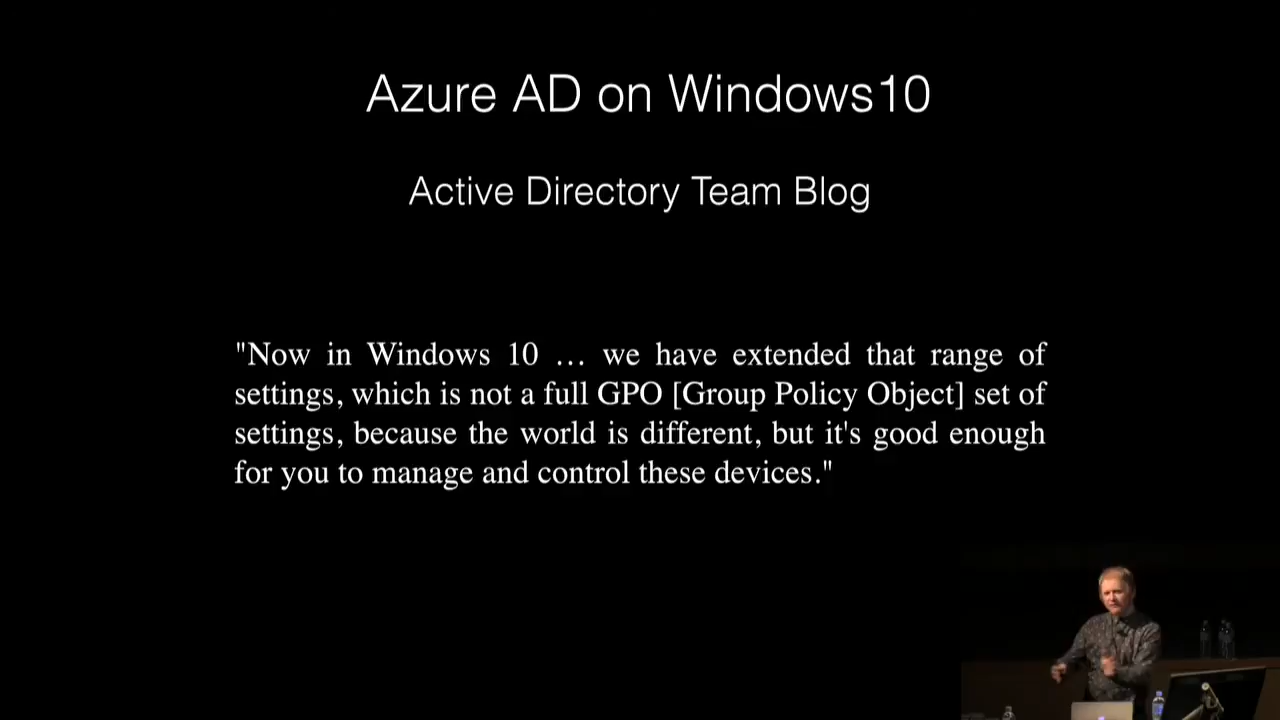 Azure AD on Windows10
Active Directory Team Blog
"Now in Windows 10 … we have extended that range of
settings, which is not a full GPO [Group Policy Object] set of
settings, because the world is different, but it's good enough
for you to manage and control these devices."